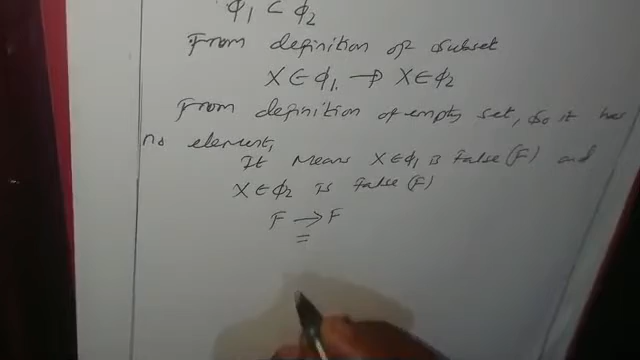 ϕ₁ ⊂ ϕ₂
From definition of subset
X ∈ ϕ₁ → X ∈ ϕ₂
From definition of empty set, so it has
no element,
It Means X ∈ ϕ₁ is False (F) and
X ∈ ϕ₂ is False (F)
F → F
=